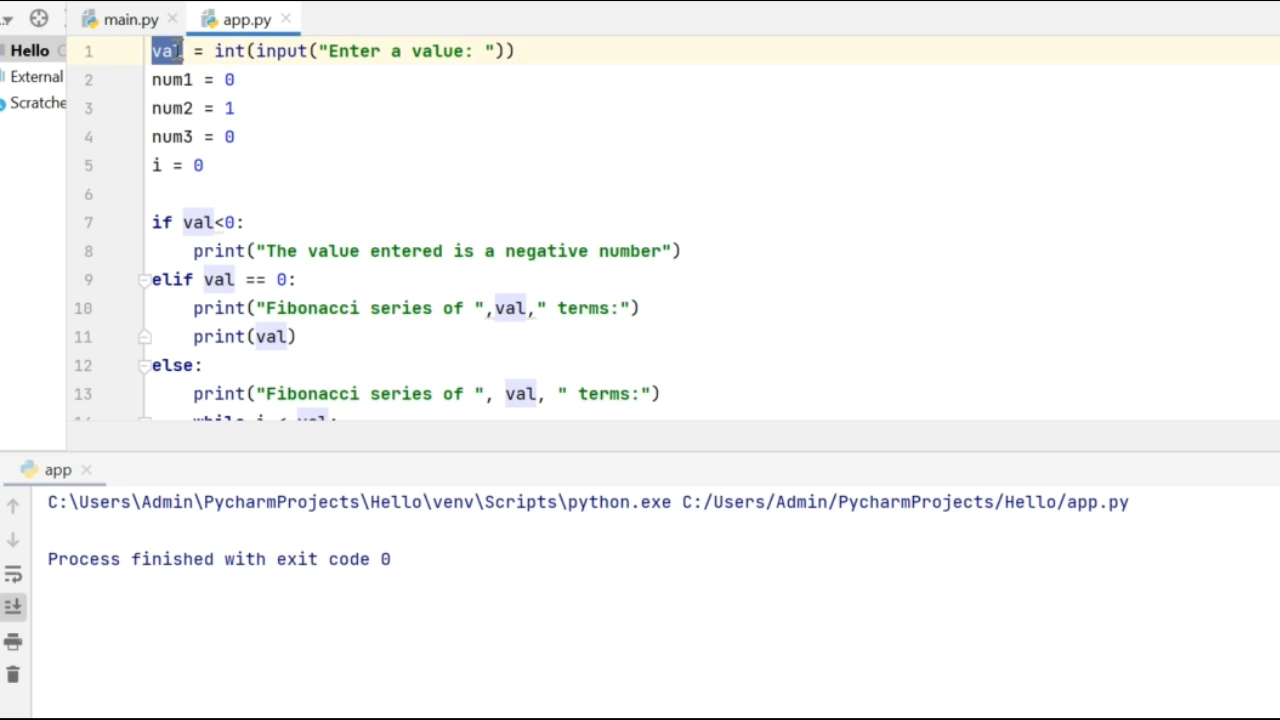 main.py app.py
Hello
External
Scratche
1 val = int(input("Enter a value: "))
2 num1 = 0
3 num2 = 1
4 num3 = 0
5 i = 0
6
7 if val<0:
8 print("The value entered is a negative number")
9 elif val == 0:
10 print("Fibonacci series of ",val," terms:")
11 print(val)
12 else:
13 print("Fibonacci series of ", val, " terms:")
14 while i < val:
app
C:\Users\Admin\PycharmProjects\Hello\venv\Scripts\python.exe C:/Users/Admin/PycharmProjects/Hello/app.py
Process finished with exit code 0